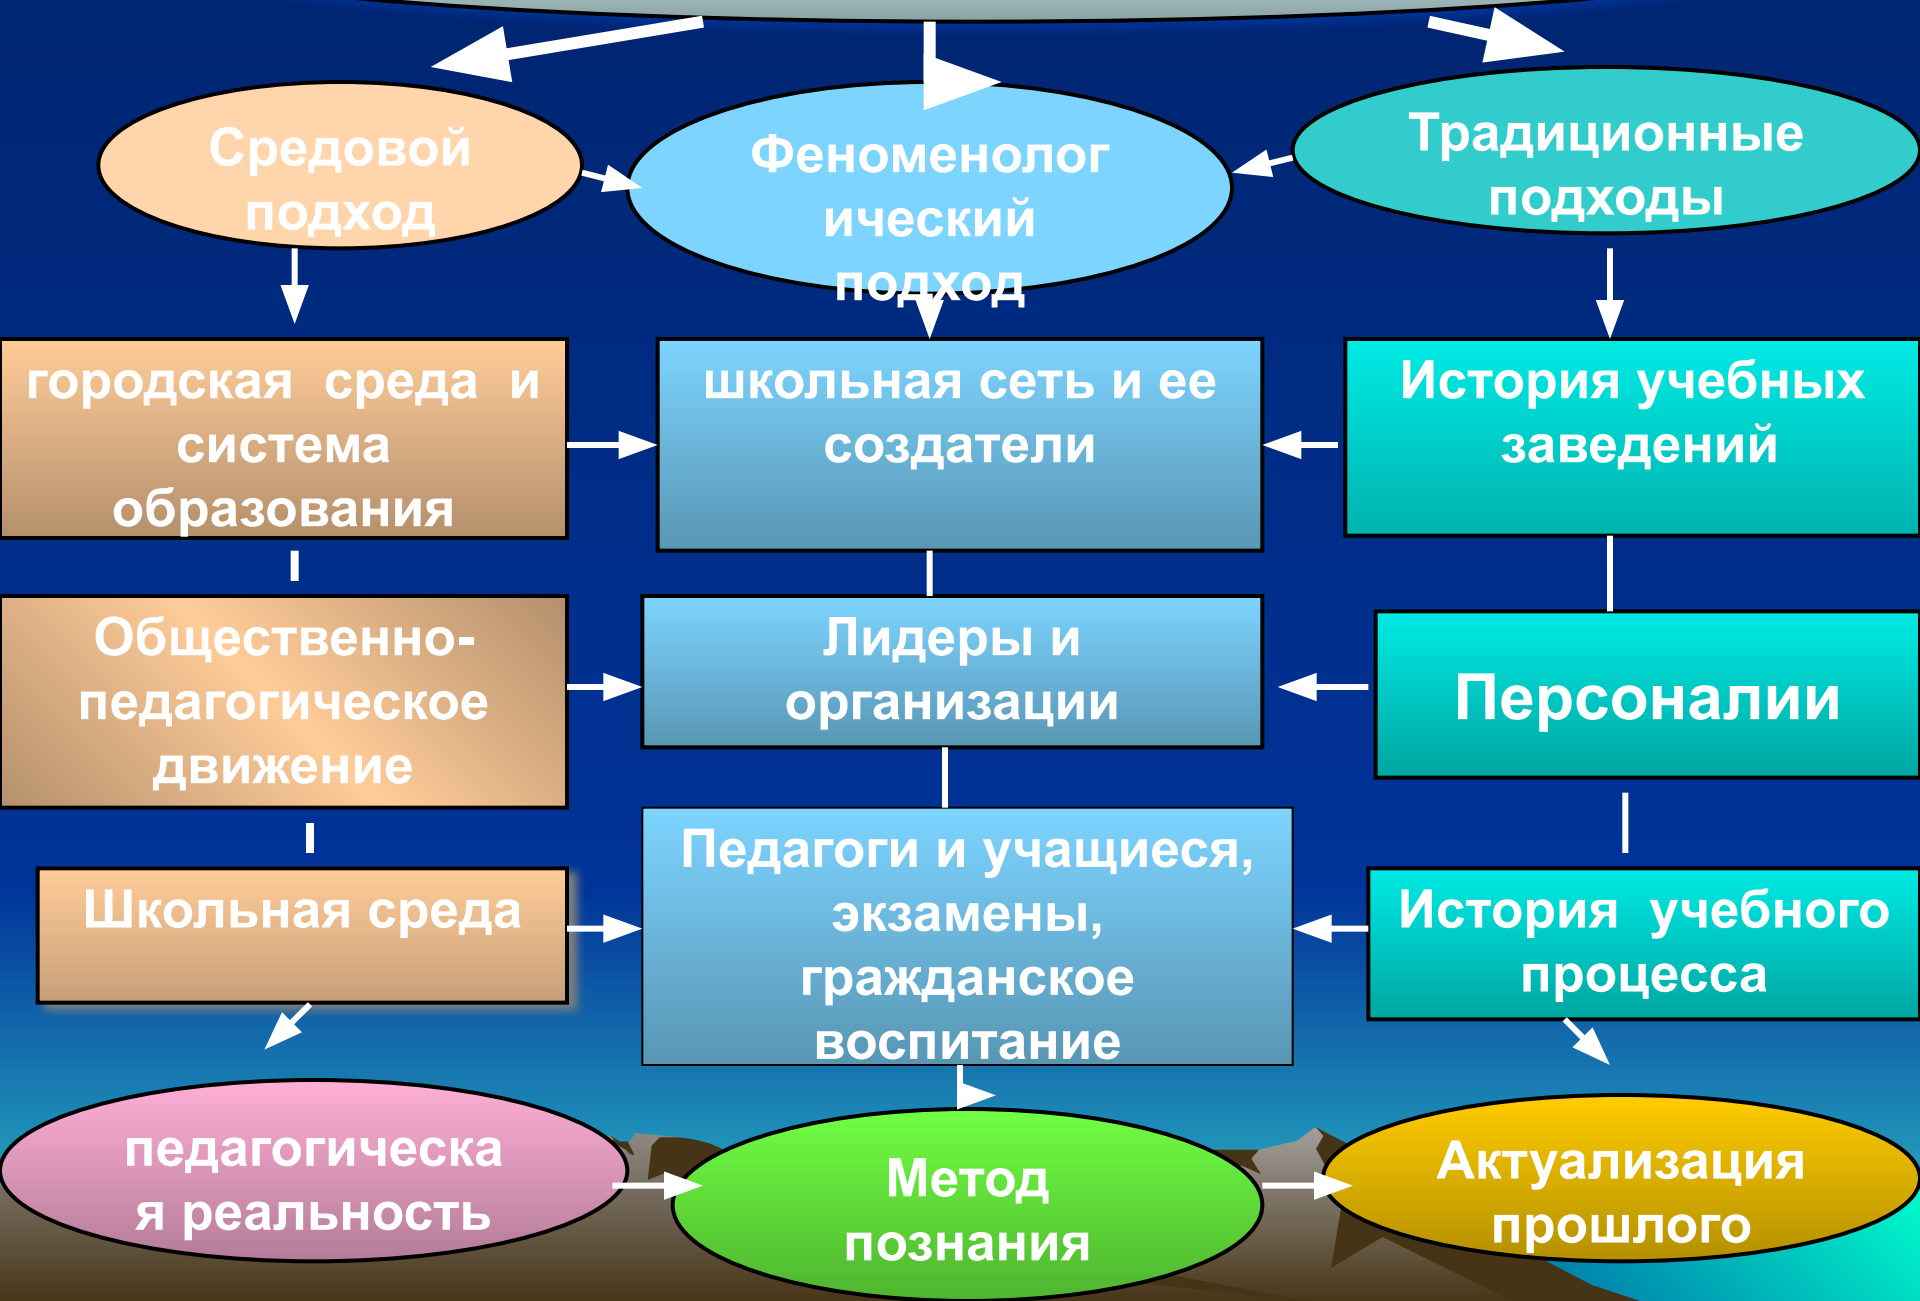 Средовой
подход
Феноменолог
ический
подход
Традиционные
подходы
городская среда и
система
образования
школьная сеть и ее
создатели
История учебных
заведений
Общественно-
педагогическое
движение
Лидеры и
организации
Персоналии
Школьная среда
Педагоги и учащиеся,
экзамены,
гражданское
воспитание
История учебного
процесса
педагогическа
я реальность
Метод
познания
Актуализация
прошлого